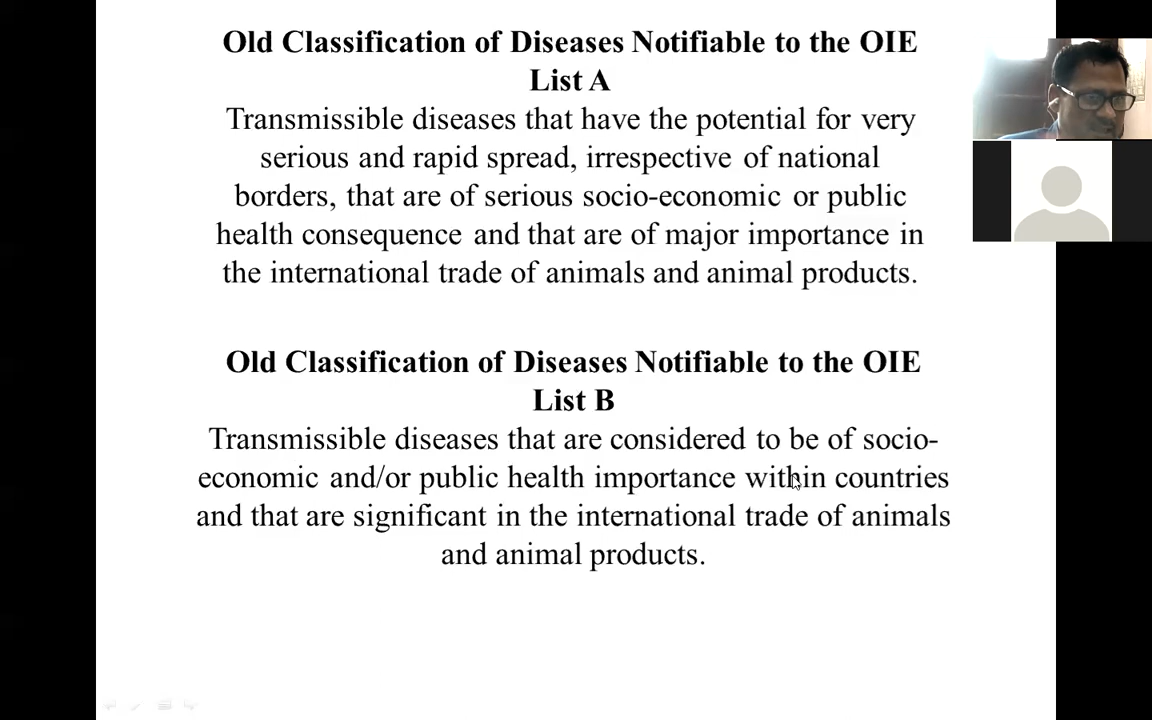 Old Classification of Diseases Notifiable to the OIE
List A
Transmissible diseases that have the potential for very
serious and rapid spread, irrespective of national
borders, that are of serious socio-economic or public
health consequence and that are of major importance in
the international trade of animals and animal products.
Old Classification of Diseases Notifiable to the OIE
List B
Transmissible diseases that are considered to be of socio-
economic and/or public health importance within countries
and that are significant in the international trade of animals
and animal products.